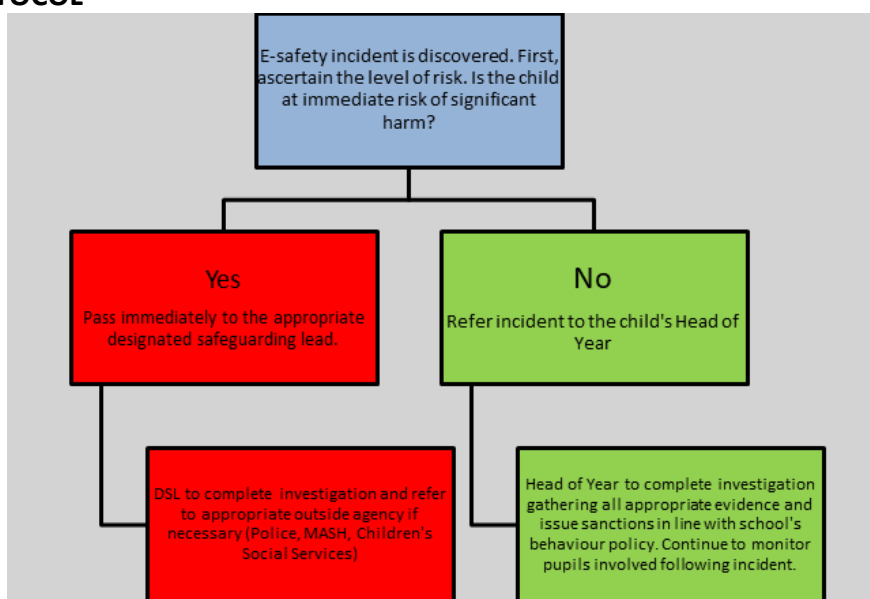 E-safety incident is discovered. First,
ascertain the level of risk. Is the child
at immediate risk of significant
harm?
Yes
Pass immediately to the appropriate
designated safeguarding lead.
No
Refer incident to the child's Head of
Year
DSL to complete investigation and refer
to appropriate outside agency if
necessary (Police, MASH, Children's
Social Services)
Head of Year to complete investigation
gathering all appropriate evidence and
issue sanctions in line with school's
behaviour policy. Continue to monitor
pupils involved following incident.